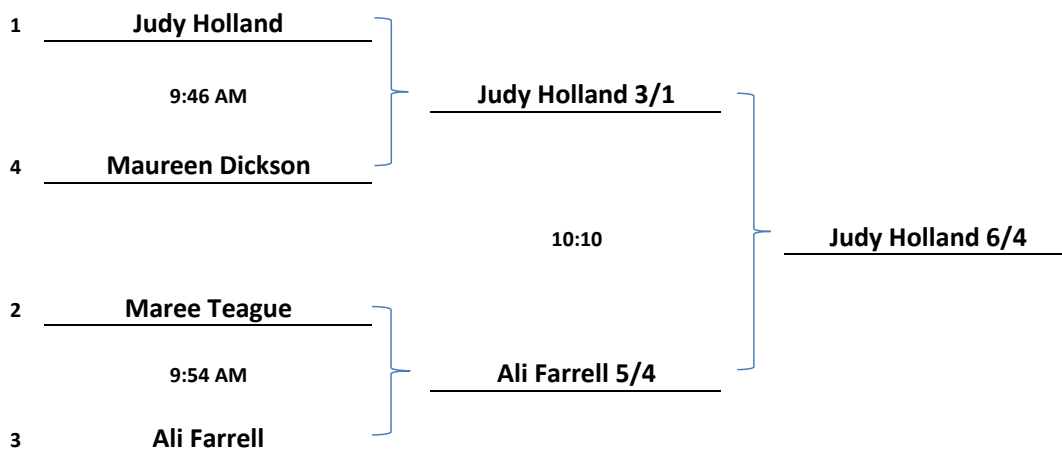 1 Judy Holland
9:46 AM
Judy Holland 3/1
4 Maureen Dickson
10:10
Judy Holland 6/4
2 Maree Teague
9:54 AM
Ali Farrell 5/4
3 Ali Farrell